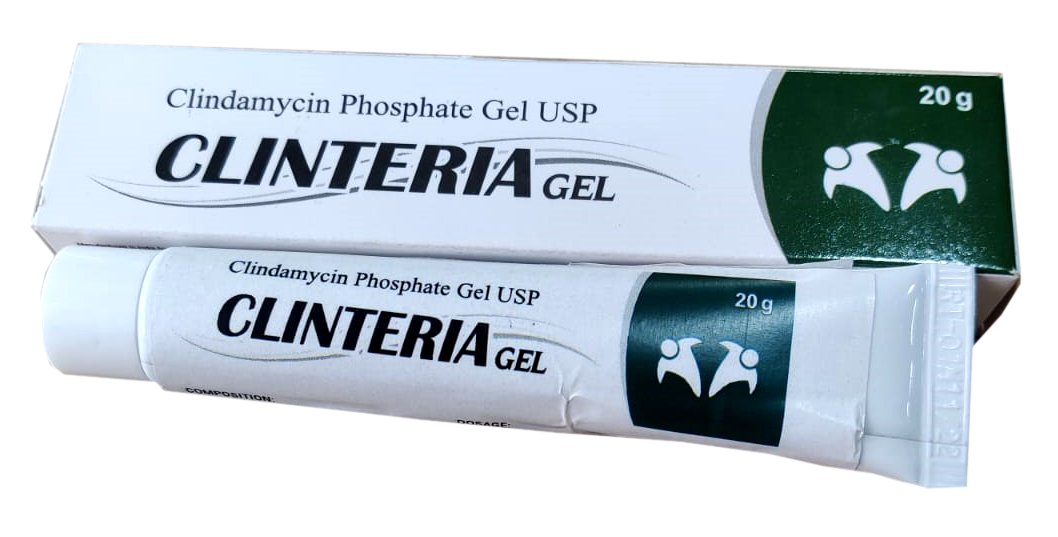 Clindamycin Phosphate Gel USP
CLINTERIA GEL
20 g
Clindamycin Phosphate Gel USP
CLINTERIA GEL
20 g
COMPOSITION:
DOSAGE: